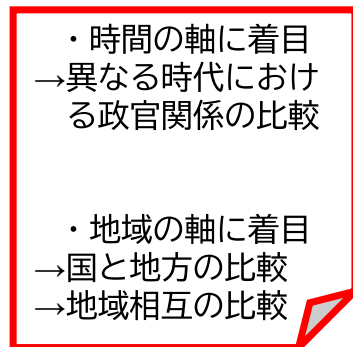 ・時間の軸に着目
→異なる時代におけ
る政官関係の比較
・地域の軸に着目
→国と地方の比較
→地域相互の比較